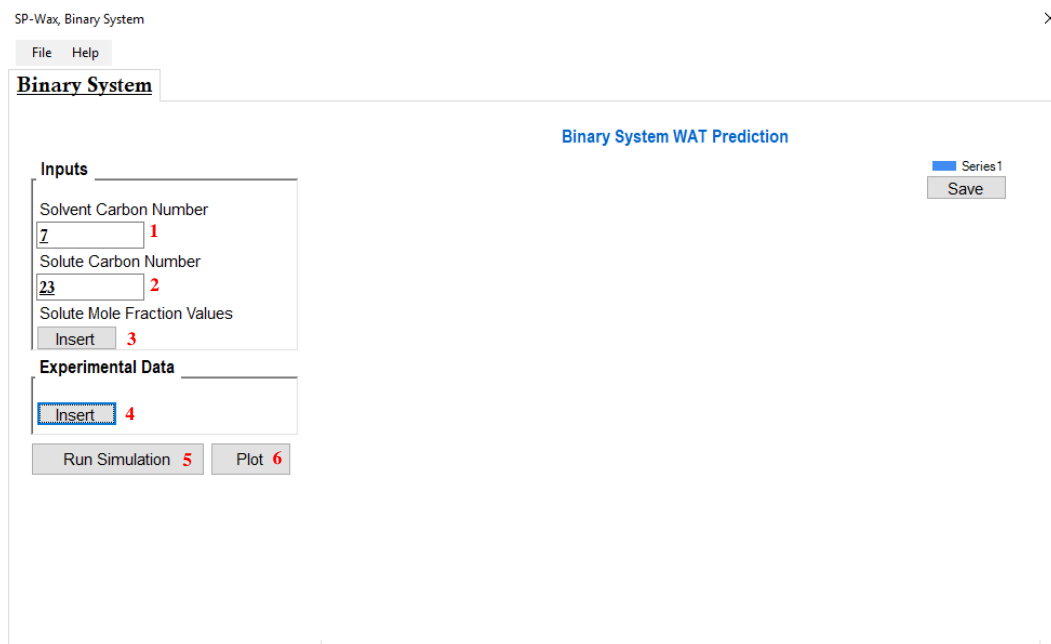 SP-Wax, Binary System
File Help
Binary System
Binary System WAT Prediction
Inputs
Series1
Save
Solvent Carbon Number
7 1
Solute Carbon Number
23 2
Solute Mole Fraction Values
Insert 3
Experimental Data
Insert 4
Run Simulation 5 Plot 6